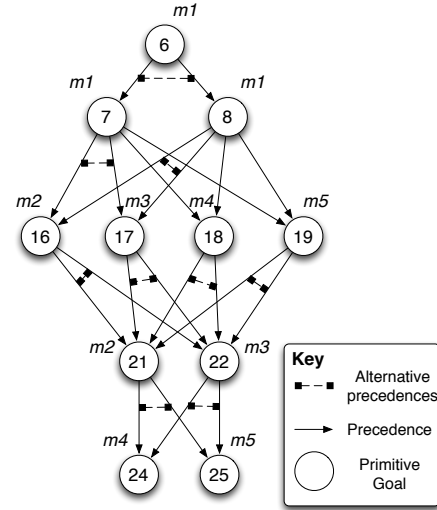 m1
6
m1
m1
7
8
m2
m3
m4
m5
16
17
18
19
m2
m3
21
22
m4
m5
24
25
Key
Alternative
precedences
Precedence
Primitive
Goal